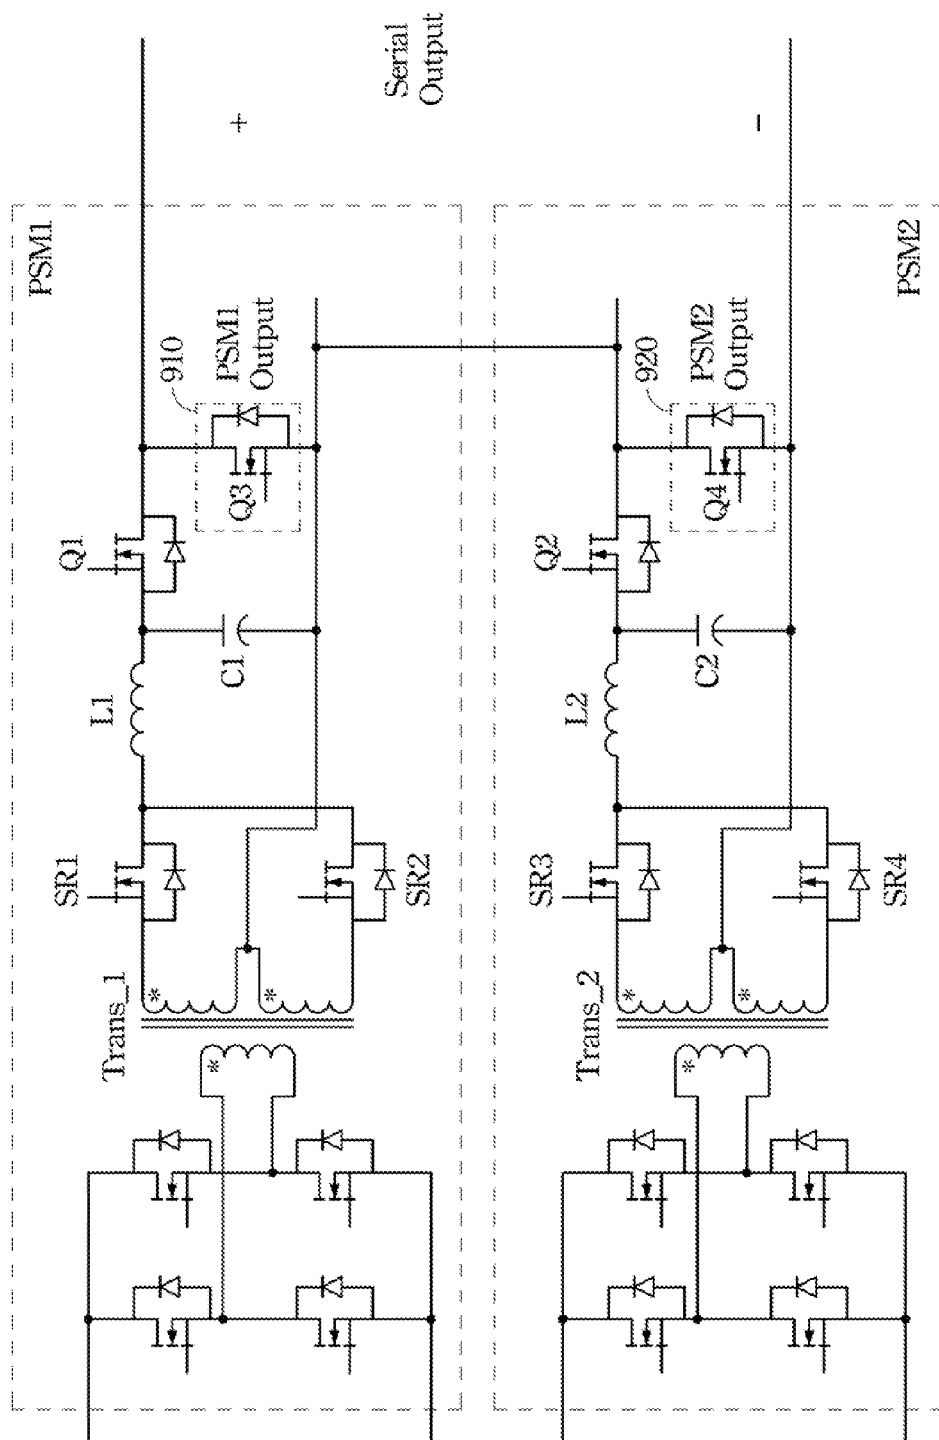 PSM1
Serial
Output
+
-
910
PSM1
Output
Q3
Q1
C1
L1
SR1
SR2
Trans_1
*
*
*
PSM2
920
PSM2
Output
Q4
Q2
C2
L2
SR3
SR4
Trans_2
*
*
*